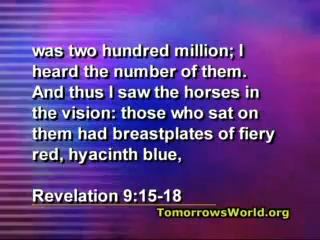 was two hundred million; I
heard the number of them.
And thus I saw the horses in
the vision: those who sat on
them had breastplates of fiery
red, hyacinth blue,
Revelation 9:15-18
TomorrowsWorld.org